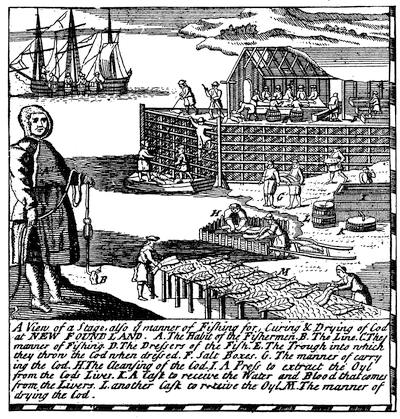 H
I
L
F
B
M
A View of a Stage, also yᵉ manner of Fishing for, Curing & Drying of Cod
at NEW FOUND LAND. A. The Habit of the Fishermen. B. The Line. C. The
manner of Fishing. D. The Dressers of the Fish. E. The Trough into which
they throw the Cod when dressed. F. Salt Boxes. G. The manner of carry
ing the Cod. H. The Cleansing of the Cod. I. A Press to extract the Oyl
from the Cods Livers. K. A Cask to receive the Water and Blood that comes
from the Livers. L. another Cask to receive the Oyl. M. The manner of
drying the Cod.